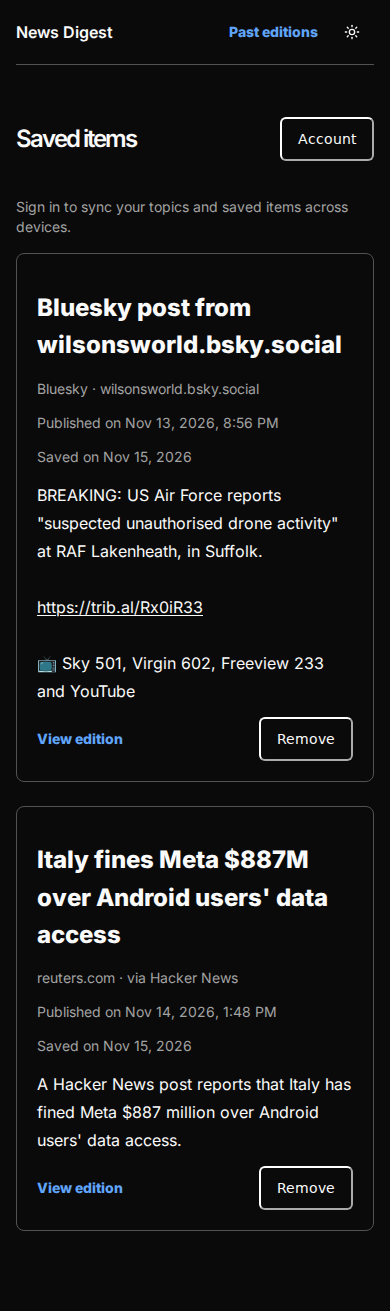 News Digest
Past editions
Saved items
Account
Sign in to sync your topics and saved items across
devices.
Bluesky post from
wilsonsworld.bsky.social
Bluesky · wilsonsworld.bsky.social
Published on Nov 13, 2026, 8:56 PM
Saved on Nov 15, 2026
BREAKING: US Air Force reports
"suspected unauthorised drone activity"
at RAF Lakenheath, in Suffolk.
https://trib.al/Rx0iR33
📺 Sky 501, Virgin 602, Freeview 233
and YouTube
View edition
Remove
Italy fines Meta $887M
over Android users' data
access
reuters.com · via Hacker News
Published on Nov 14, 2026, 1:48 PM
Saved on Nov 15, 2026
A Hacker News post reports that Italy has
fined Meta $887 million over Android
users' data access.
View edition
Remove